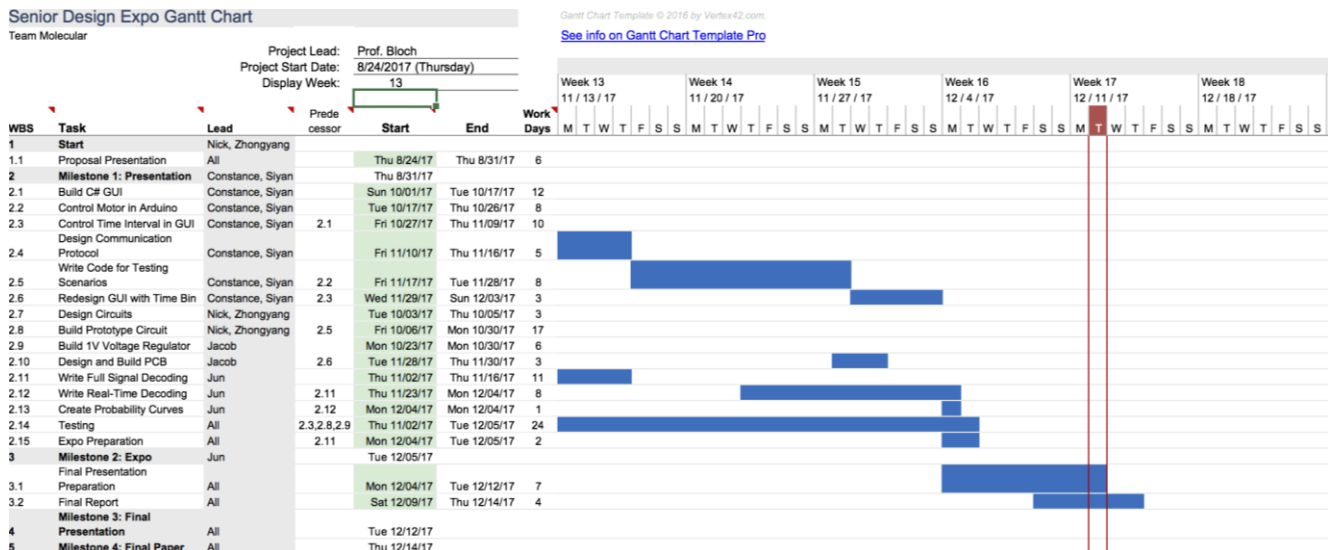 Senior Design Expo Gantt Chart
Gantt Chart Template © 2016 by Vertex42.com.
Team Molecular
See info on Gantt Chart Template Pro
Project Lead: Prof. Bloch
Project Start Date: 8/24/2017 (Thursday)
Display Week: 13
Week 13 Week 14 Week 15 Week 16 Week 17 Week 18
11 / 13 / 17 11 / 20 / 17 11 / 27 / 17 12 / 4 / 17 12 / 11 / 17 12 / 18 / 17
WBS Task Lead Prede cessor Start End Work Days M T W T F S S M T W T F S S M T W T F S S M T W T F S S M T W T F S S M T W T F S S
1 Start Nick, Zhongyang
1.1 Proposal Presentation All Thu 8/24/17 Thu 8/31/17 6
2 Milestone 1: Presentation Constance, Siyan Thu 8/31/17
2.1 Build C# GUI Constance, Siyan Sun 10/01/17 Tue 10/17/17 12
2.2 Control Motor in Arduino Constance, Siyan Tue 10/17/17 Thu 10/26/17 8
2.3 Control Time Interval in GUI Constance, Siyan 2.1 Fri 10/27/17 Thu 11/09/17 10
Design Communication
2.4 Protocol Constance, Siyan Fri 11/10/17 Thu 11/16/17 5
Write Code for Testing
2.5 Scenarios Constance, Siyan 2.2 Fri 11/17/17 Tue 11/28/17 8
2.6 Redesign GUI with Time Bin Constance, Siyan 2.3 Wed 11/29/17 Sun 12/03/17 3
2.7 Design Circuits Nick, Zhongyang Tue 10/03/17 Thu 10/05/17 3
2.8 Build Prototype Circuit Nick, Zhongyang 2.5 Fri 10/06/17 Mon 10/30/17 17
2.9 Build 1V Voltage Regulator Jacob Mon 10/23/17 Mon 10/30/17 6
2.10 Design and Build PCB Jacob 2.6 Tue 11/28/17 Thu 11/30/17 3
2.11 Write Full Signal Decoding Jun Thu 11/02/17 Thu 11/16/17 11
2.12 Write Real-Time Decoding Jun 2.11 Thu 11/23/17 Mon 12/04/17 8
2.13 Create Probability Curves Jun 2.12 Mon 12/04/17 Mon 12/04/17 1
2.14 Testing All 2.3,2.8,2.9 Thu 11/02/17 Tue 12/05/17 24
2.15 Expo Preparation All 2.11 Mon 12/04/17 Tue 12/05/17 2
3 Milestone 2: Expo Jun Tue 12/05/17
Final Presentation
3.1 Preparation All Mon 12/04/17 Tue 12/12/17 7
3.2 Final Report All Sat 12/09/17 Thu 12/14/17 4
Milestone 3: Final
4 Presentation All Tue 12/12/17
5 Milestone 4: Final Paper All Thu 12/14/17